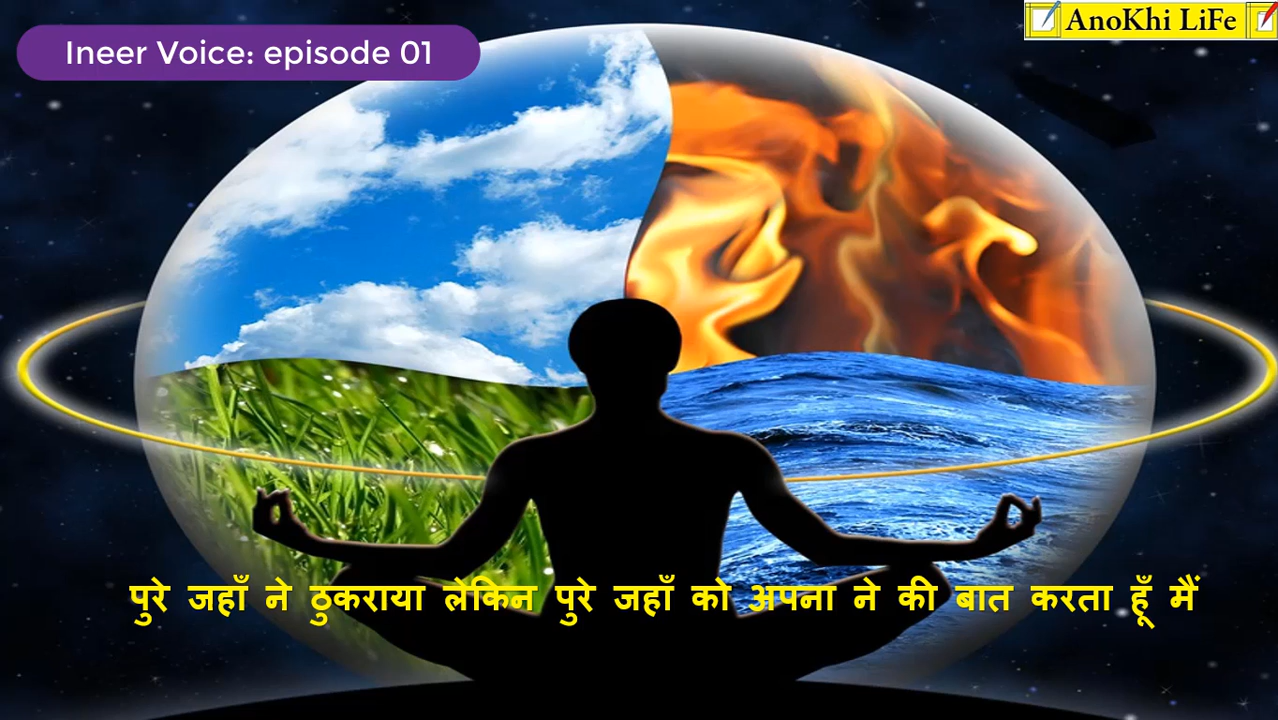 Ineer Voice: episode 01
AnoKhi LiFe
पुरे जहाँ ने ठुकराया लेकिन पुरे जहाँ को अपना ने की बात करता हूँ मैं